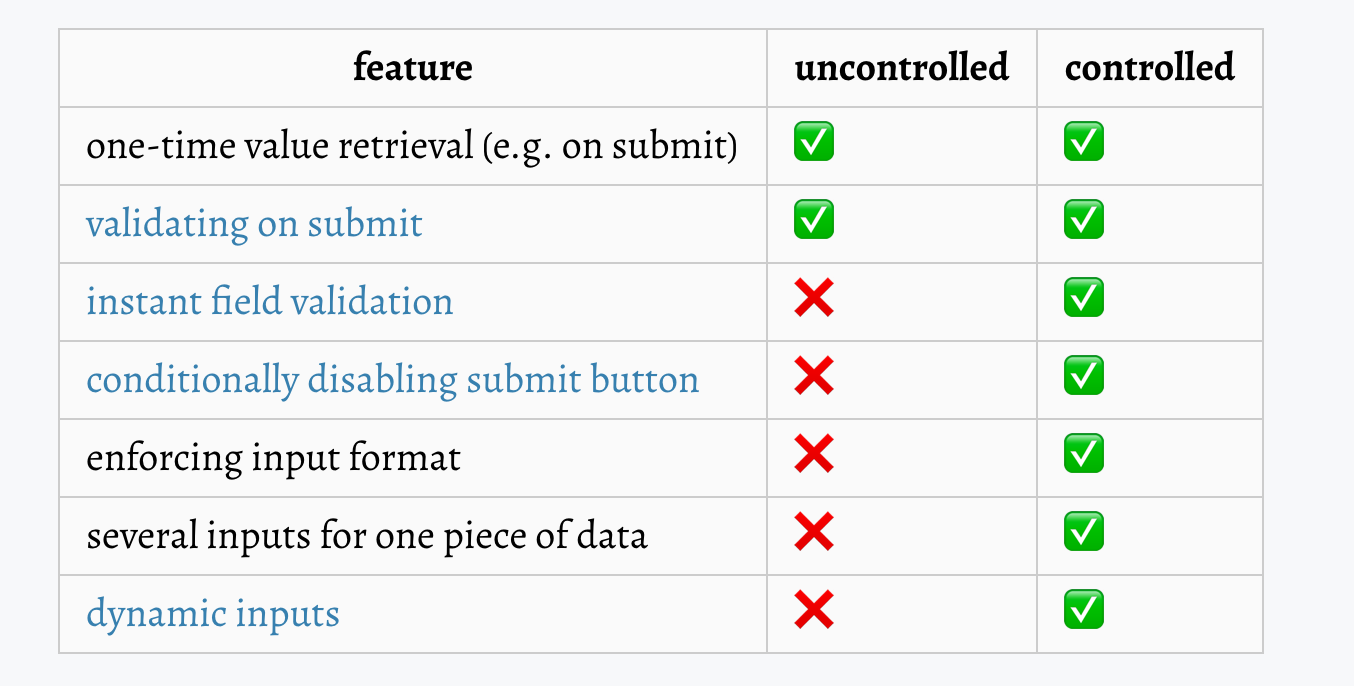 feature uncontrolled controlled
one-time value retrieval (e.g. on submit) ✅ ✅
validating on submit ✅ ✅
instant field validation ❌ ✅
conditionally disabling submit button ❌ ✅
enforcing input format ❌ ✅
several inputs for one piece of data ❌ ✅
dynamic inputs ❌ ✅